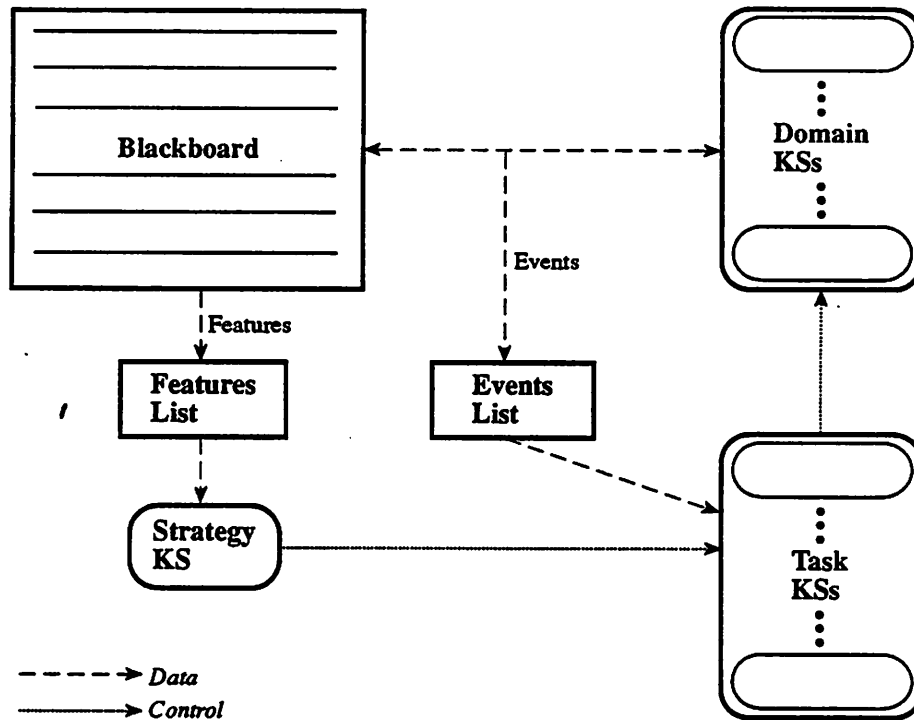 Blackboard
Domain
KSs
Events
Features
Features
List
Events
List
Strategy
KS
Task
KSs
Data
Control